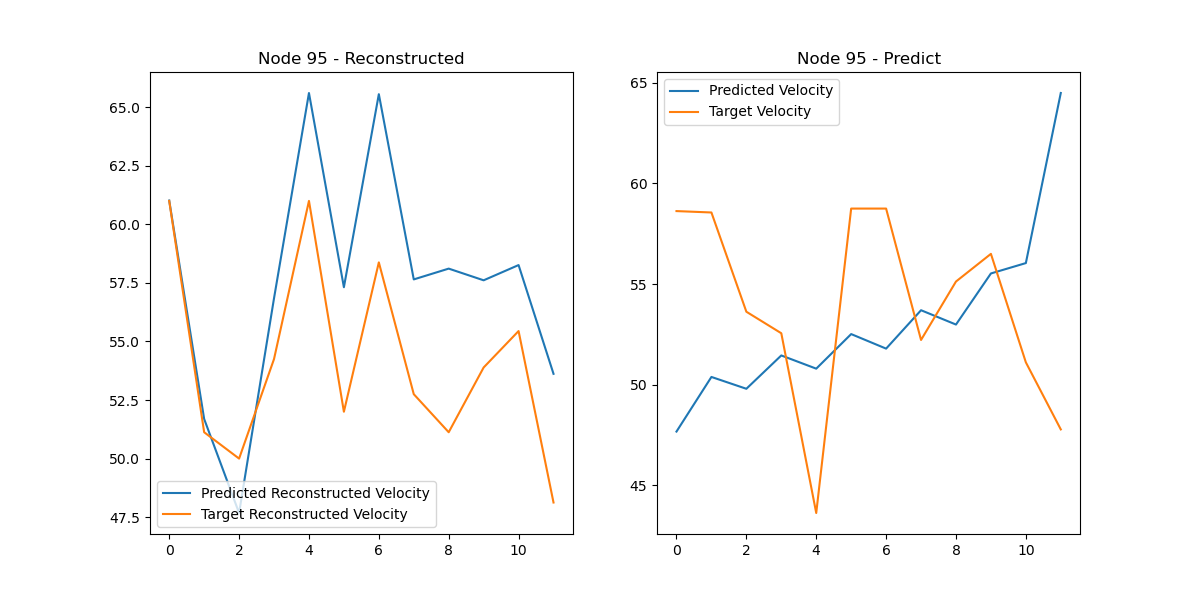 Node 95 - Reconstructed
65.0
62.5
60.0
57.5
55.0
52.5
50.0
47.5
Predicted Reconstructed Velocity
Target Reconstructed Velocity
0 2 4 6 8 10
Node 95 - Predict
65
60
55
50
45
Predicted Velocity
Target Velocity
0 2 4 6 8 10